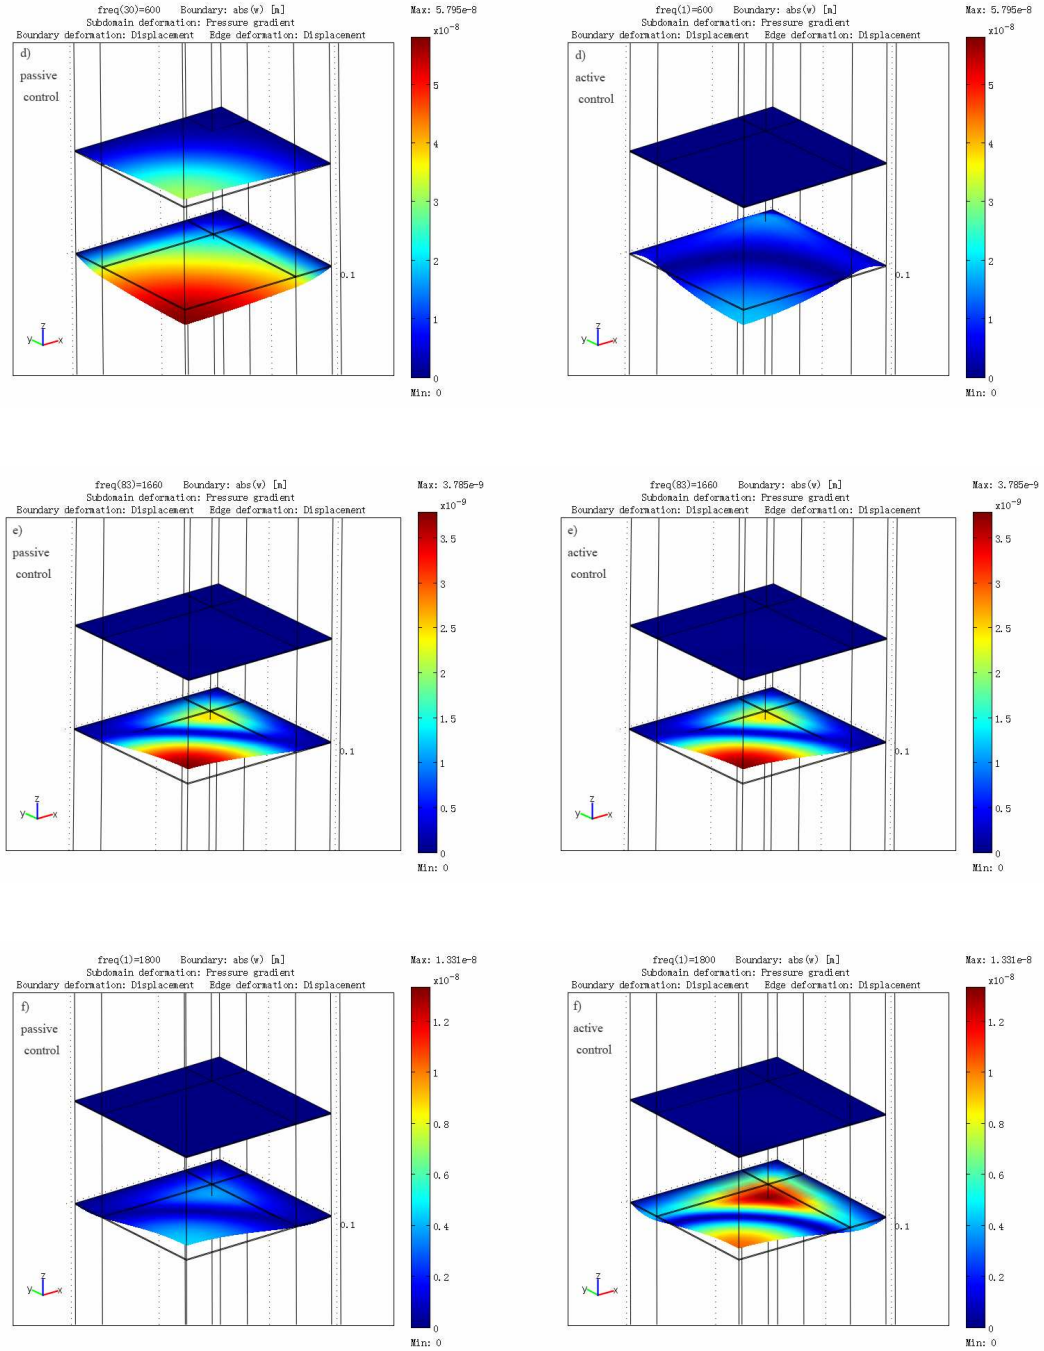 freq(30)=600 Boundary: abs(w) [m] Max: 5.795e-8
Subdomain deformation: Pressure gradient
Boundary deformation: Displacement Edge deformation: Displacement
x10-8
d)
passive
control
5
4
3
2
1
0
0.1
z
y
x
Min: 0
freq(1)=600 Boundary: abs(w) [m] Max: 5.795e-8
Subdomain deformation: Pressure gradient
Boundary deformation: Displacement Edge deformation: Displacement
x10-8
d)
active
control
5
4
3
2
1
0
0.1
z
y
x
Min: 0
freq(83)=1660 Boundary: abs(w) [m] Max: 3.785e-9
Subdomain deformation: Pressure gradient
Boundary deformation: Displacement Edge deformation: Displacement
x10-9
e)
passive
control
3.5
3
2.5
2
1.5
1
0.5
0
0.1
z
y
x
Min: 0
freq(83)=1660 Boundary: abs(w) [m] Max: 3.785e-9
Subdomain deformation: Pressure gradient
Boundary deformation: Displacement Edge deformation: Displacement
x10-9
e)
active
control
3.5
3
2.5
2
1.5
1
0.5
0
0.1
z
y
x
Min: 0
freq(1)=1800 Boundary: abs(w) [m] Max: 1.331e-8
Subdomain deformation: Pressure gradient
Boundary deformation: Displacement Edge deformation: Displacement
x10-8
f)
passive
control
1.2
1
0.8
0.6
0.4
0.2
0
0.1
z
y
x
Min: 0
freq(1)=1800 Boundary: abs(w) [m] Max: 1.331e-8
Subdomain deformation: Pressure gradient
Boundary deformation: Displacement Edge deformation: Displacement
x10-8
f)
active
control
1.2
1
0.8
0.6
0.4
0.2
0
0.1
z
y
x
Min: 0